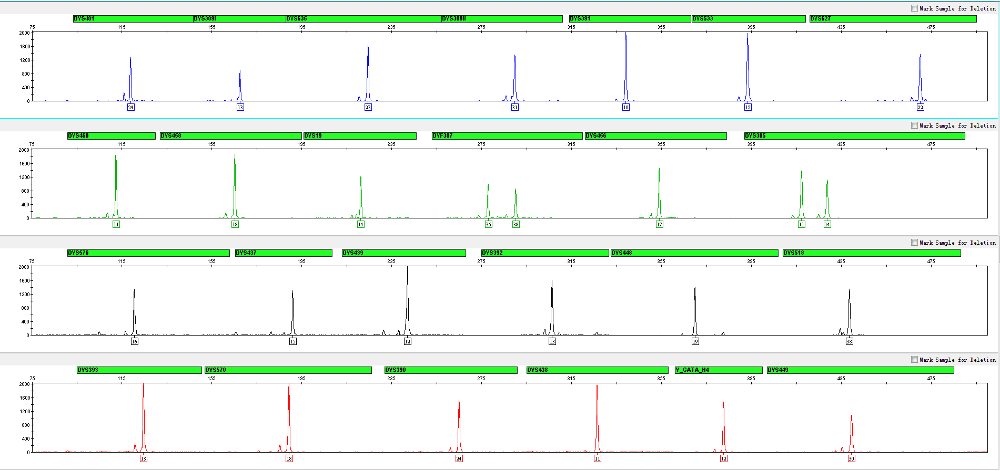 Mark Sample for Deletion
DYS481 DYS389I DYS635 DYS389II DYS391 DYS533 DYS627
75 115 155 195 235 275 315 355 395 435 475
2000
1600
1200
800
400
0
24 13 23 31 10 12 22
Mark Sample for Deletion
DYS460 DYS458 DYS19 DYF387 DYS456 DYS385
75 115 155 195 235 275 315 355 395 435 475
2000
1600
1200
800
400
0
11 18 14 35 38 17 11 14
Mark Sample for Deletion
DYS576 DYS437 DYS439 DYS392 DYS448 DYS518
75 115 155 195 235 275 315 355 395 435 475
2000
1600
1200
800
400
0
16 15 12 13 19 38
Mark Sample for Deletion
DYS393 DYS570 DYS390 DYS438 Y_GATA_H4 DYS449
75 115 155 195 235 275 315 355 395 435 475
2000
1600
1200
800
400
0
13 18 24 11 12 30